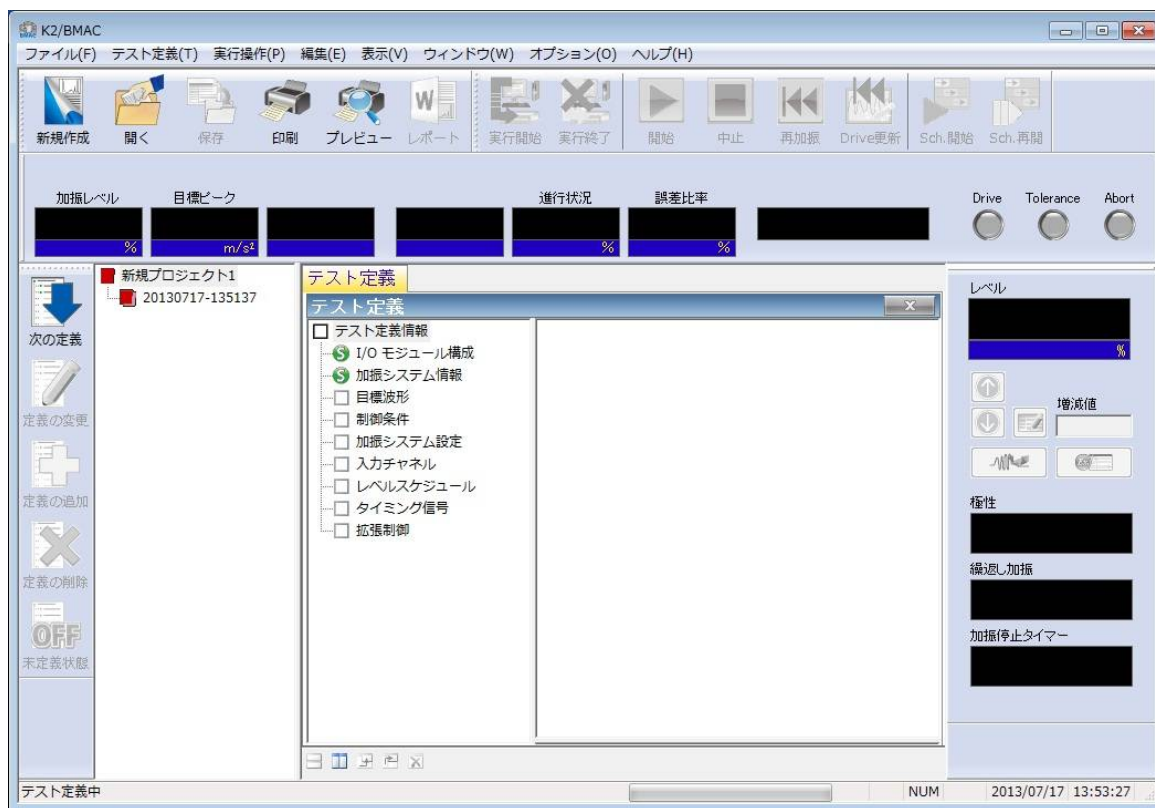 K2/BMAC
ファイル(F) テスト定義(T) 実行操作(P) 編集(E) 表示(V) ウィンドウ(W) オプション(O) ヘルプ(H)
新規作成 開く 保存 印刷 プレビュー レポート 実行開始 実行終了 開始 中止 再加振 Drive更新 Sch.開始 Sch.再開
加振レベル 目標ピーク 進行状況 誤差比率 Drive Tolerance Abort
% m/s² % %
次の定義
定義の変更
定義の追加
定義の削除
OFF
未定義状態
新規プロジェクト1
20130717-135137
テスト定義
テスト定義
テスト定義情報
S I/O モジュール構成
S 加振システム情報
目標波形
制御条件
加振システム設定
入力チャネル
レベルスケジュール
タイミング信号
拡張制御
レベル
%
増減値
極性
繰返し加振
加振停止タイマー
テスト定義中 NUM 2013/07/17 13:53:27